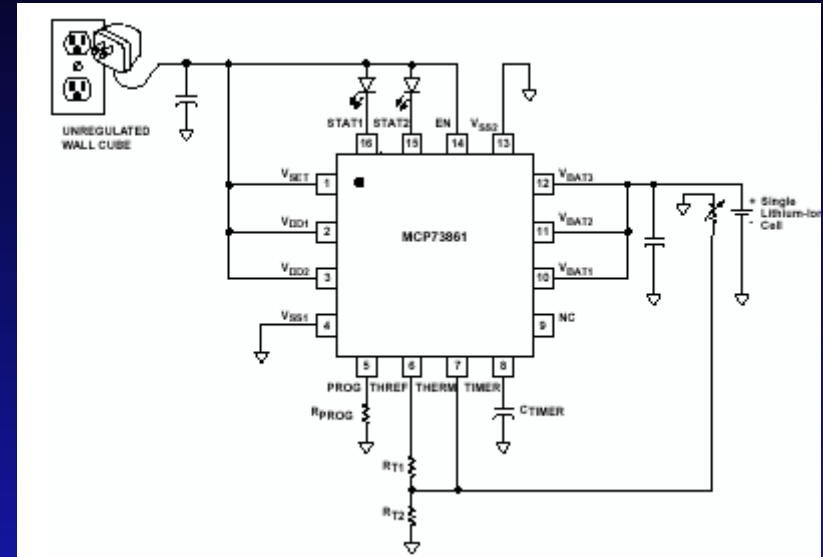 UNREGULATED
WALL CUBE
STAT1 STAT2 EN VSS2
16 15 14 13
VSET 1
VDD1 2
VDD2 3
VSS1 4
MCP73861
12 VBAT3
11 VBAT2
10 VBAT1
9 NC
+ Single
Lithium-Ion
- Cell
5 6 7 8
PROG THREF THERM TIMER
RPROG
CTIMER
RT1
RT2